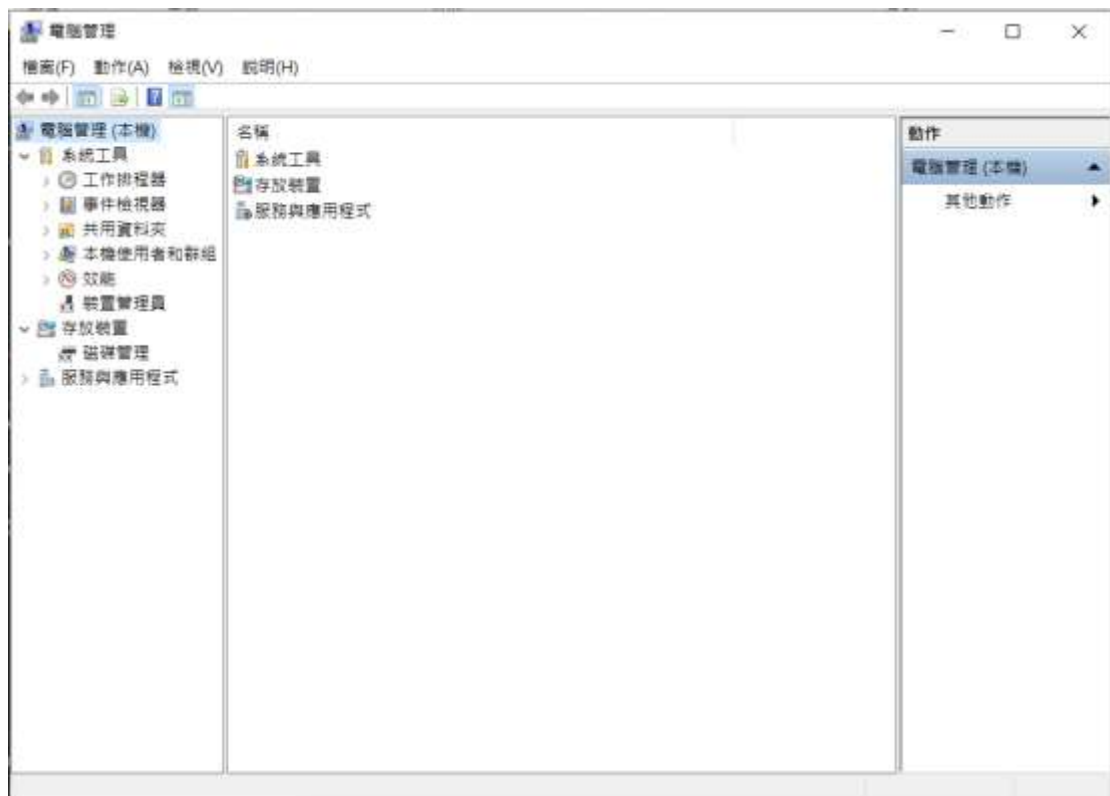 電腦管理
檔案(F) 動作(A) 檢視(V) 說明(H)
電腦管理 (本機)
系統工具
工作排程器
事件檢視器
共用資料夾
本機使用者和群組
效能
裝置管理員
存放裝置
磁碟管理
服務與應用程式
名稱
系統工具
存放裝置
服務與應用程式
動作
電腦管理 (本機)
其他動作